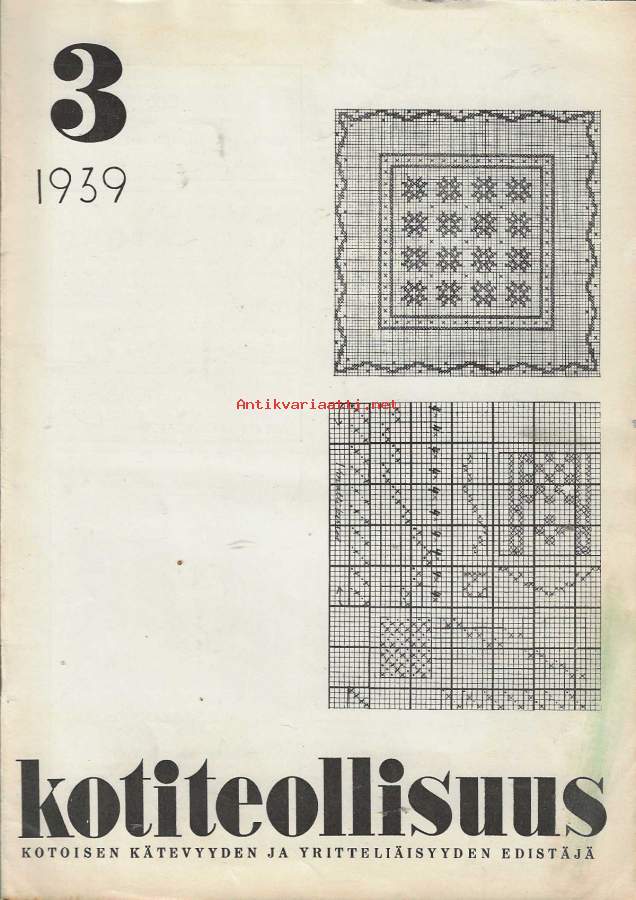 3
1939
Antikvariaatti.net
kotiteollisuus
KOTOISEN KÄTEVYYDEN JA YRITTELIÄISYYDEN EDISTÄJÄ